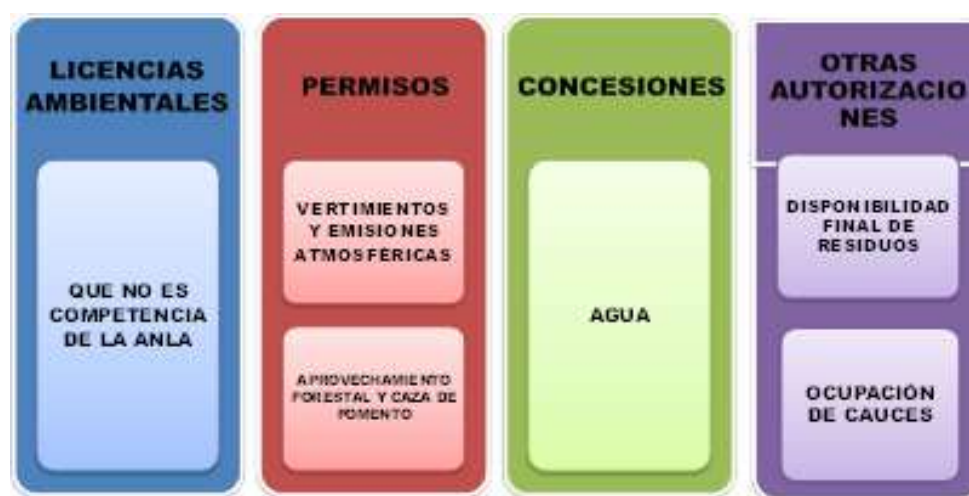 LICENCIAS
AMBIENTALES
QUE NO ES
COMPETENCIA
DE LA ANLA
PERMISOS
VERTIMIENTOS
Y EMISIONES
ATMOSFÉRICAS
APROVECHAMIENTO
FORESTAL Y CAZA DE
FOMENTO
CONCESIONES
AGUA
OTRAS
AUTORIZACIO
NES
DISPONIBILIDAD
FINAL DE
RESIDUOS
OCUPACIÓN
DE CAUCES